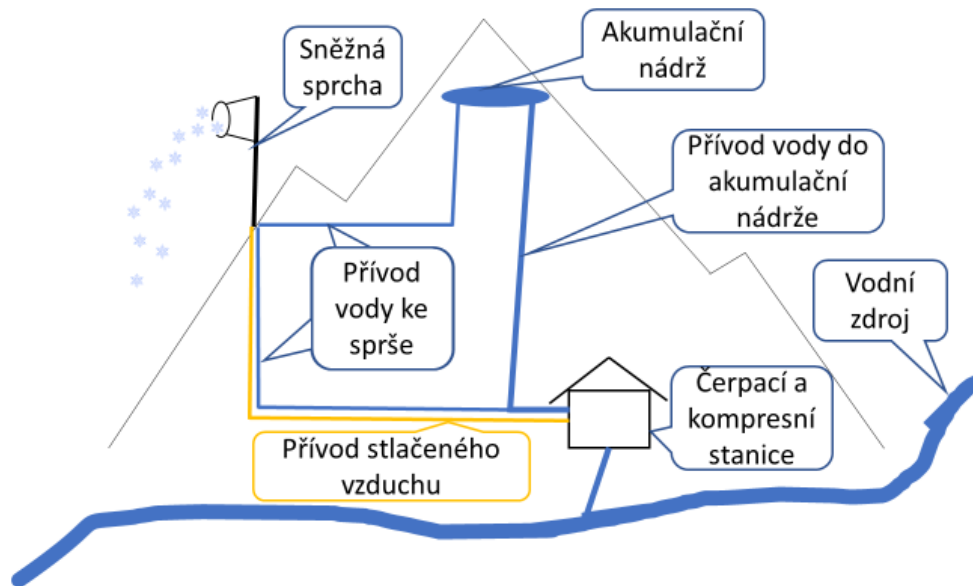 Sněžná
sprcha
Akumulační
nádrž
Přívod vody do
akumulační
nádrže
Přívod
vody ke
sprše
Vodní
zdroj
Čerpací a
kompresní
stanice
Přívod stlačeného
vzduchu